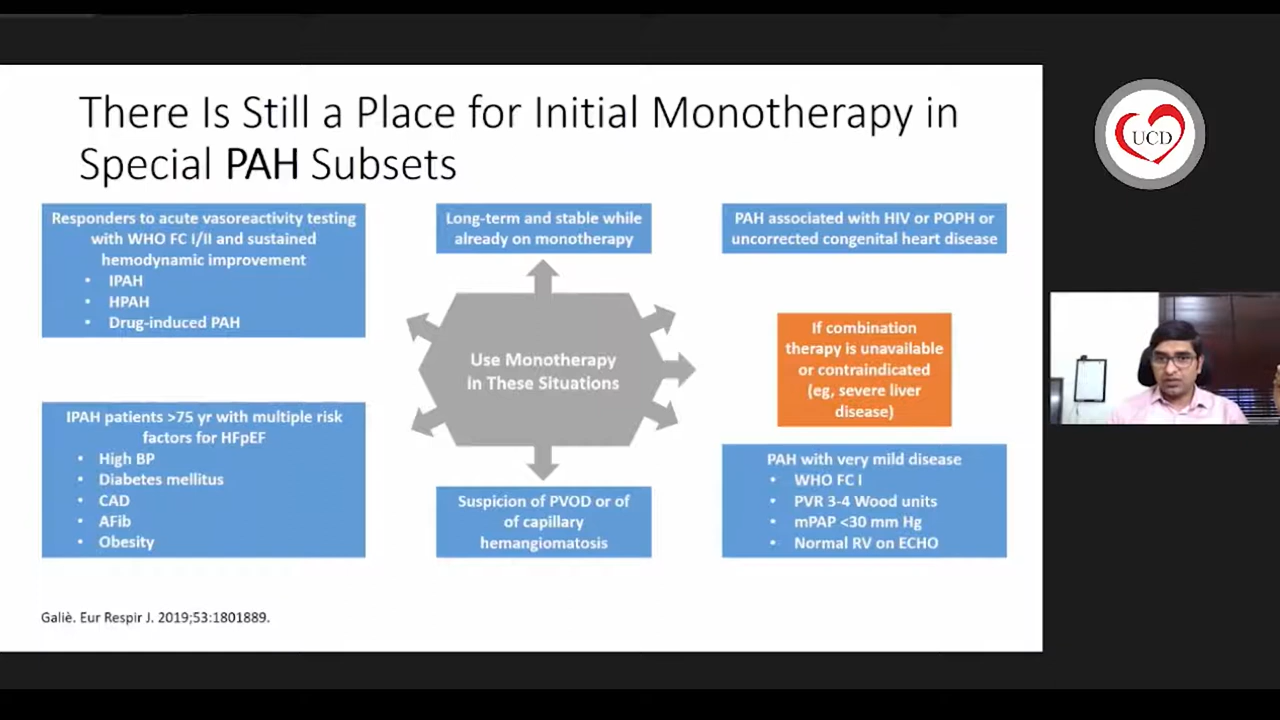 There Is Still a Place for Initial Monotherapy in
Special PAH Subsets
Responders to acute vasoreactivity testing
with WHO FC I/II and sustained
hemodynamic improvement
• IPAH
• HPAH
• Drug-induced PAH
Long-term and stable while
already on monotherapy
PAH associated with HIV or POPH or
uncorrected congenital heart disease
Use Monotherapy
in These Situations
If combination
therapy is unavailable
or contraindicated
(eg, severe liver
disease)
IPAH patients >75 yr with multiple risk
factors for HFpEF
• High BP
• Diabetes mellitus
• CAD
• AFib
• Obesity
Suspicion of PVOD or of
of capillary
hemangiomatosis
PAH with very mild disease
• WHO FC I
• PVR 3-4 Wood units
• mPAP <30 mm Hg
• Normal RV on ECHO
Galiè. Eur Respir J. 2019;53:1801889.
UCD